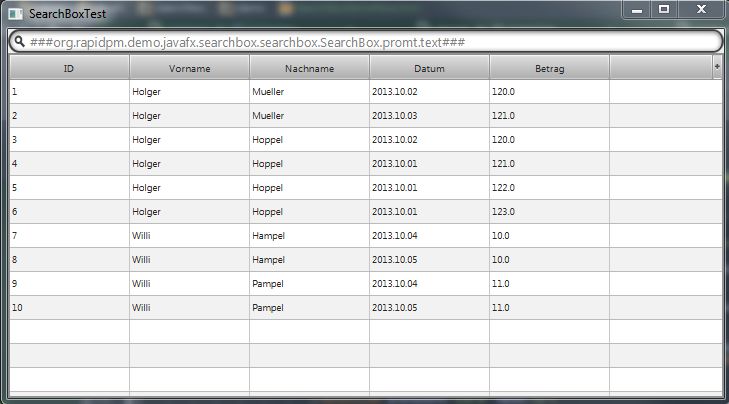 SearchBoxTest
###org.rapidpm.demo.javafx.searchbox.searchbox.SearchBox.promt.text###
ID Vorname Nachname Datum Betrag +
1 Holger Mueller 2013.10.02 120.0
2 Holger Mueller 2013.10.03 121.0
3 Holger Hoppel 2013.10.02 120.0
4 Holger Hoppel 2013.10.01 121.0
5 Holger Hoppel 2013.10.01 122.0
6 Holger Hoppel 2013.10.01 123.0
7 Willi Hampel 2013.10.04 10.0
8 Willi Hampel 2013.10.05 10.0
9 Willi Pampel 2013.10.04 11.0
10 Willi Pampel 2013.10.05 11.0